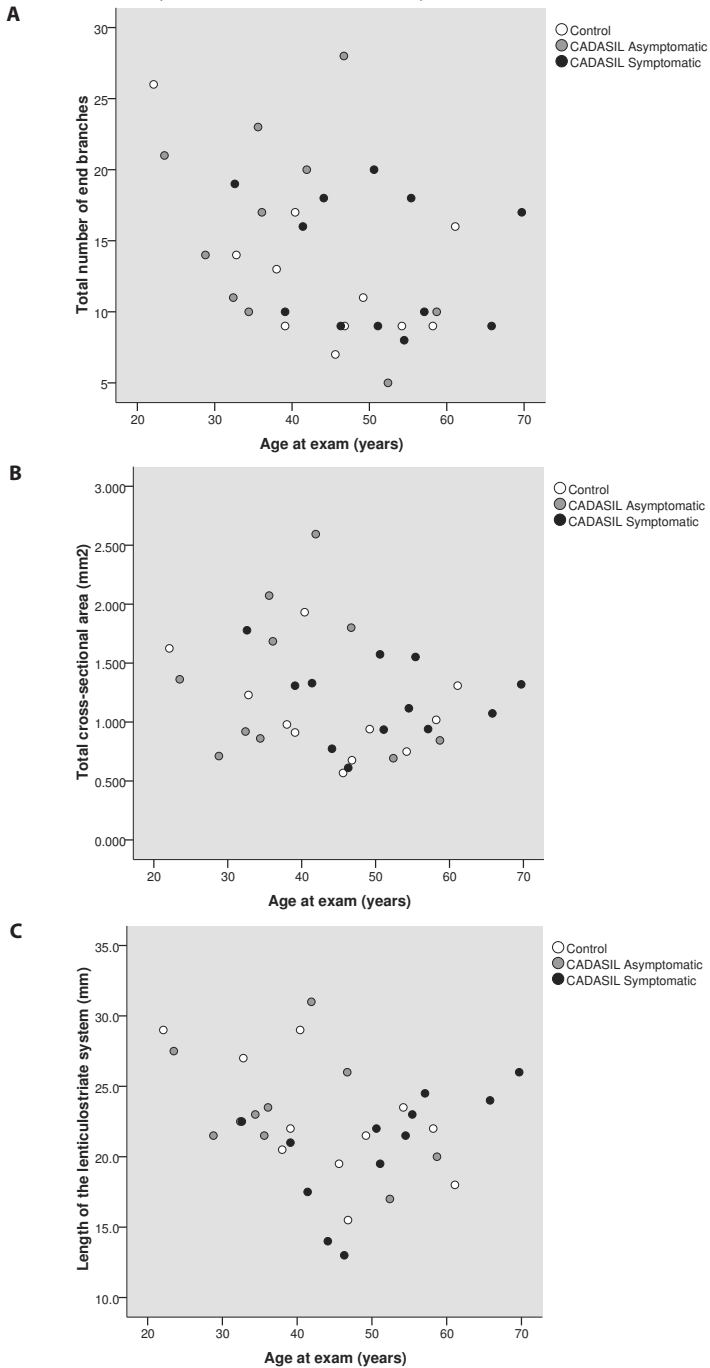 A
30
25
20
15
10
5
Total number of end branches
20 30 40 50 60 70
Age at exam (years)
Control
CADASIL Asymptomatic
CADASIL Symptomatic
B
3.000
2.500
2.000
1.500
1.000
0.500
0.000
Total cross-sectional area (mm2)
20 30 40 50 60 70
Age at exam (years)
Control
CADASIL Asymptomatic
CADASIL Symptomatic
C
35.0
30.0
25.0
20.0
15.0
10.0
Length of the lenticulostriate system (mm)
20 30 40 50 60 70
Age at exam (years)
Control
CADASIL Asymptomatic
CADASIL Symptomatic